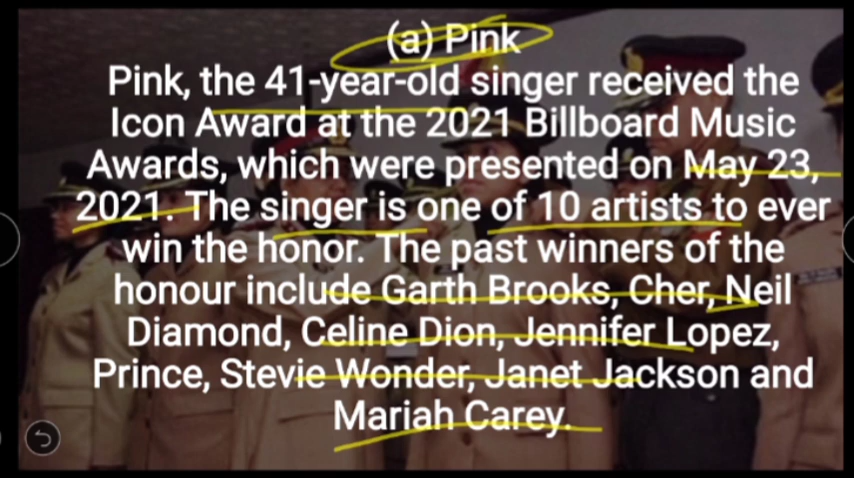 (a) Pink
Pink, the 41-year-old singer received the
Icon Award at the 2021 Billboard Music
Awards, which were presented on May 23,
2021. The singer is one of 10 artists to ever
win the honor. The past winners of the
honour include Garth Brooks, Cher, Neil
Diamond, Celine Dion, Jennifer Lopez,
Prince, Stevie Wonder, Janet Jackson and
Mariah Carey.